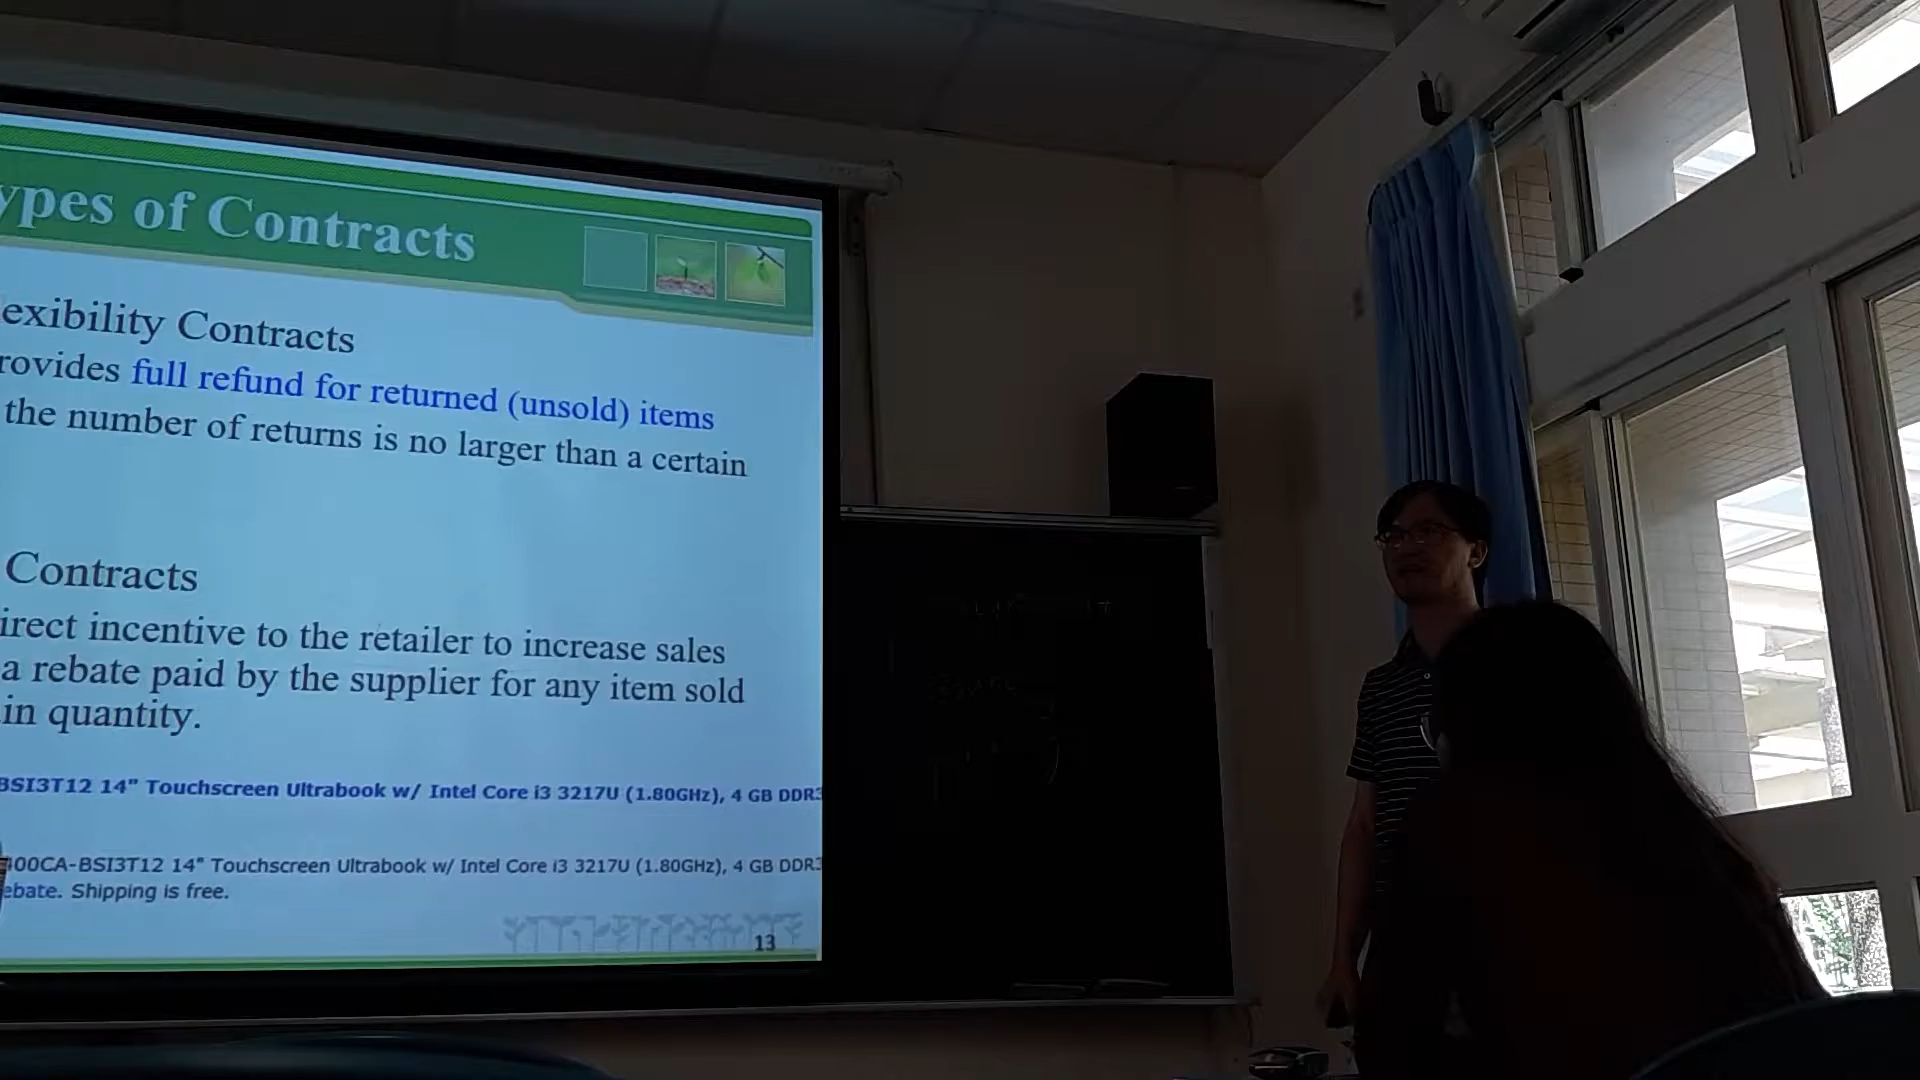 ypes of Contracts
exibility Contracts
rovides full refund for returned (unsold) items
the number of returns is no larger than a certain
Contracts
irect incentive to the retailer to increase sales
a rebate paid by the supplier for any item sold
in quantity.
BSI3T12 14" Touchscreen Ultrabook w/ Intel Core i3 3217U (1.80GHz), 4 GB DDR3
400CA-BSI3T12 14" Touchscreen Ultrabook w/ Intel Core i3 3217U (1.80GHz), 4 GB DDR3
ebate. Shipping is free.
13